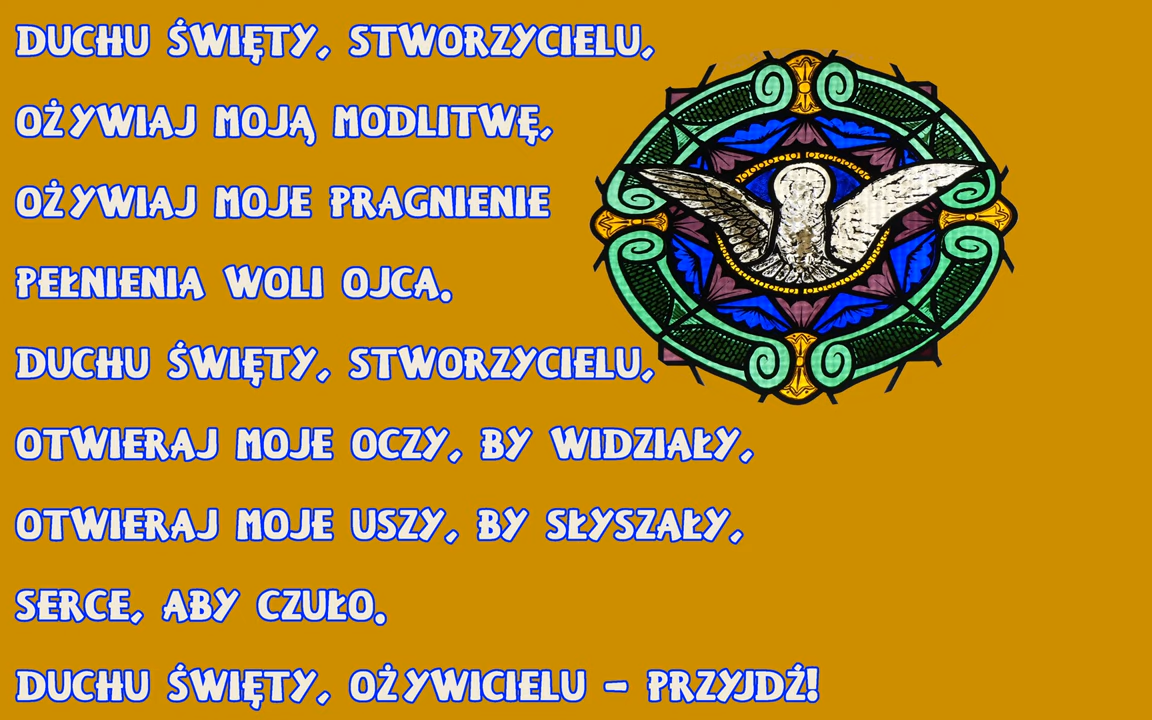 DUCHU ŚWIĘTY, STWORZYCIELU,
OŻYWIAJ MOJĄ MODLITWĘ,
OŻYWIAJ MOJE PRAGNIENIE
PEŁNIENIA WOLI OJCA.
DUCHU ŚWIĘTY, STWORZYCIELU,
OTWIERAJ MOJE OCZY, BY WIDZIAŁY,
OTWIERAJ MOJE USZY, BY SŁYSZAŁY,
SERCE, ABY CZUŁO.
DUCHU ŚWIĘTY, OŻYWICIELU – PRZYJDŹ!